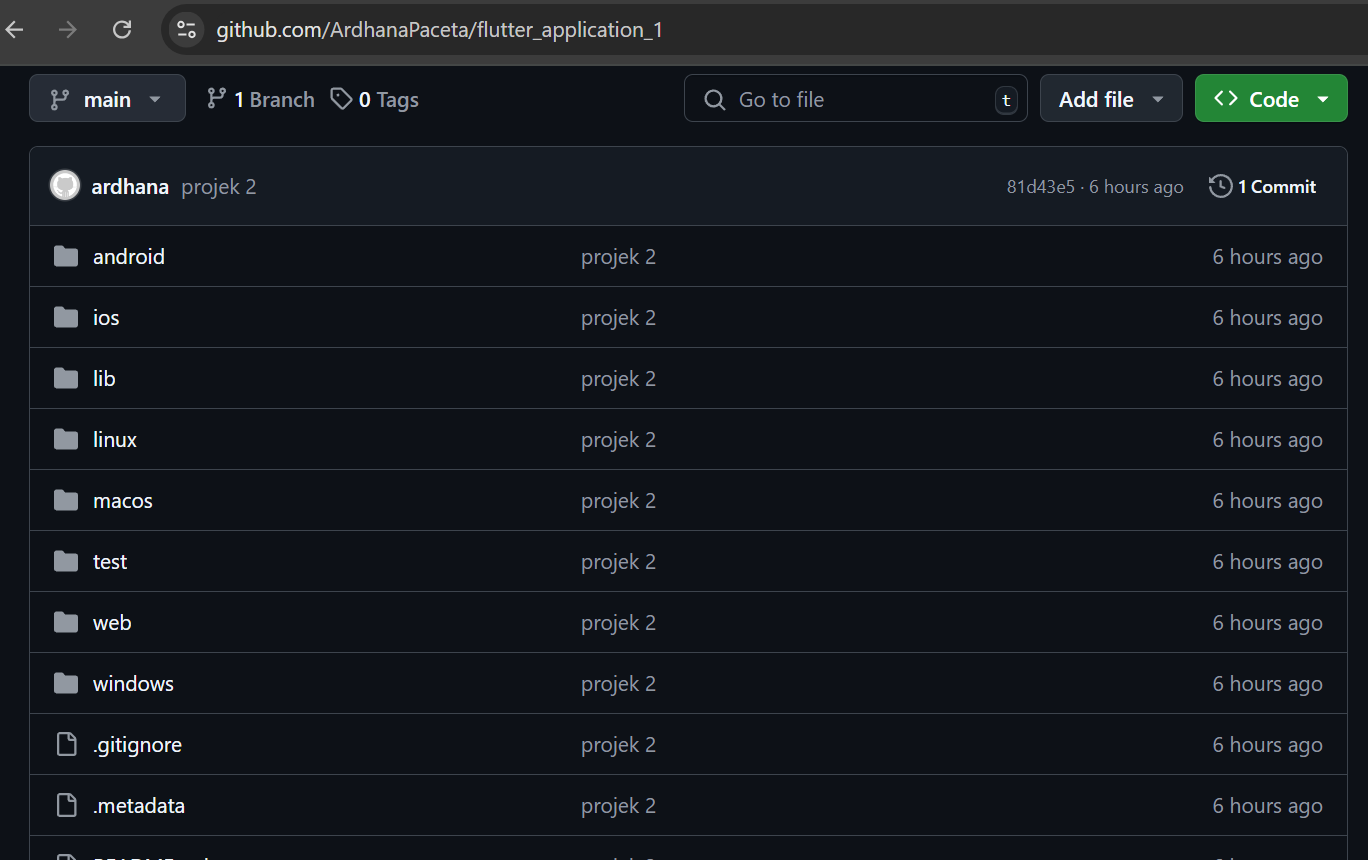 github.com/ArdhanaPaceta/flutter_application_1
main 1 Branch 0 Tags Go to file t Add file Code
ardhana projek 2 81d43e5 · 6 hours ago 1 Commit
android projek 2 6 hours ago
ios projek 2 6 hours ago
lib projek 2 6 hours ago
linux projek 2 6 hours ago
macos projek 2 6 hours ago
test projek 2 6 hours ago
web projek 2 6 hours ago
windows projek 2 6 hours ago
.gitignore projek 2 6 hours ago
.metadata projek 2 6 hours ago